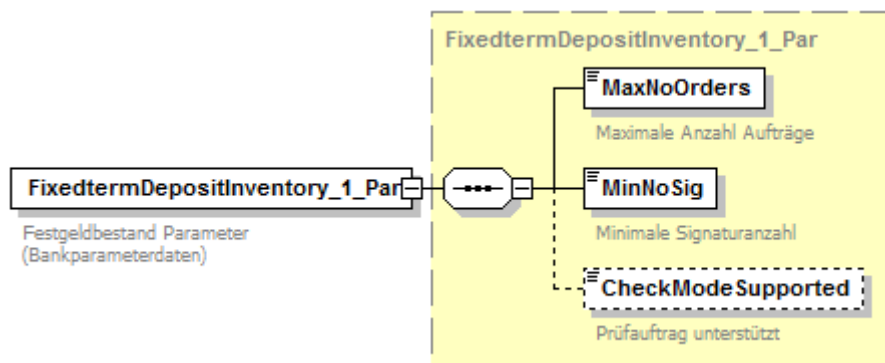 FixedtermDepositInventory_1_Par
MaxNoOrders
Maximale Anzahl Aufträge
FixedtermDepositInventory_1_Par
Festgeldbestand Parameter
(Bankparameterdaten)
MinNoSig
Minimale Signaturanzahl
CheckModeSupported
Prüfauftrag unterstützt